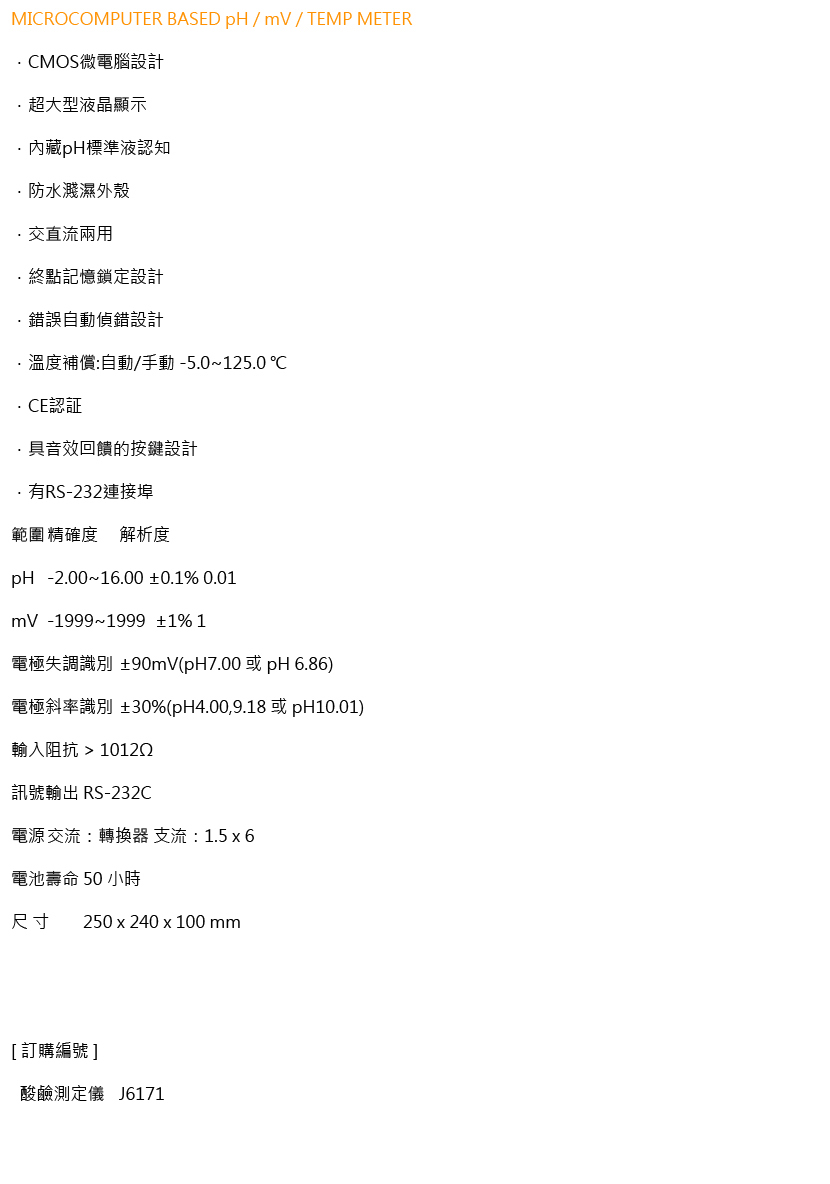 MICROCOMPUTER BASED pH / mV / TEMP METER
．CMOS微電腦設計
．超大型液晶顯示
．內藏pH標準液認知
．防水濺濕外殼
．交直流兩用
．終點記憶鎖定設計
．錯誤自動偵錯設計
．溫度補償:自動/手動 -5.0~125.0 ℃
．CE認証
．具音效回饋的按鍵設計
．有RS-232連接埠
範圍 精確度 解析度
pH -2.00~16.00 ±0.1% 0.01
mV -1999~1999 ±1% 1
電極失調識別 ±90mV(pH7.00 或 pH 6.86)
電極斜率識別 ±30%(pH4.00,9.18 或 pH10.01)
輸入阻抗 > 1012Ω
訊號輸出 RS-232C
電源 交流：轉換器 支流：1.5 x 6
電池壽命 50 小時
尺 寸 250 x 240 x 100 mm
[ 訂購編號 ]
酸鹼測定儀 J6171